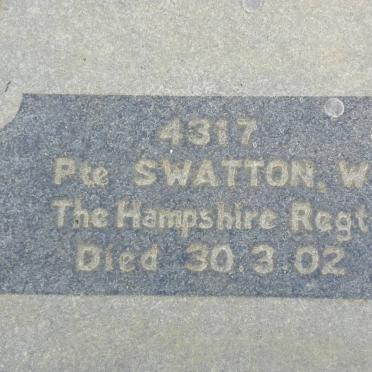 4317
Pte SWATTON, W
The Hampshire Regt
Died 30.3.02